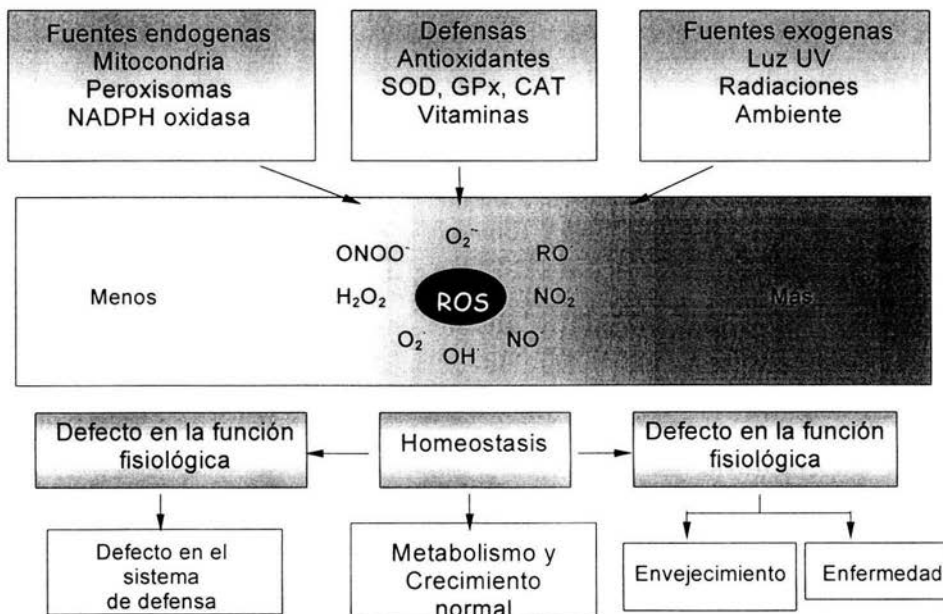 Fuentes endogenas
Mitocondria
Peroxisomas
NADPH oxidasa
Defensas
Antioxidantes
SOD, GPx, CAT
Vitaminas
Fuentes exogenas
Luz UV
Radiaciones
Ambiente
Menos
ONOO⁻
O₂⁻
RO·
H₂O₂
ROS
NO₂
O₂·
OH·
NO·
Mas
Defecto en la función
fisiológica
Homeostasis
Defecto en la función
fisiológica
Defecto en el
sistema
de defensa
Metabolismo y
Crecimiento
normal
Envejecimiento
Enfermedad